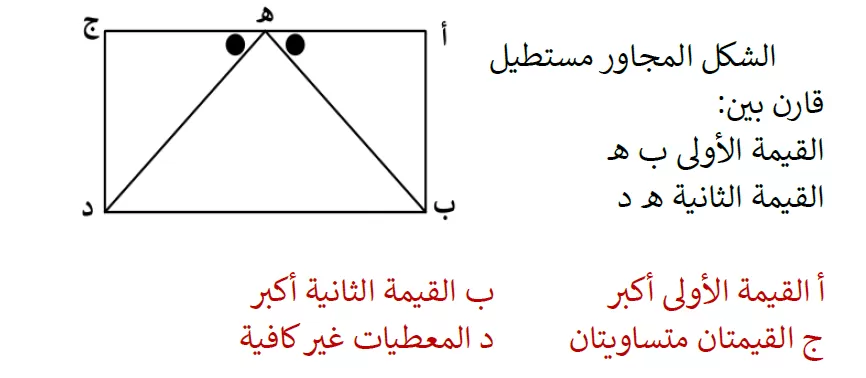 هـ
ج
أ
الشكل المجاور مستطيل
قارن بين:
القيمة الأولى ب هـ
القيمة الثانية هـ د
د
ب
أ القيمة الأولى أكبر
ب القيمة الثانية أكبر
ج القيمتان متساويتان
د المعطيات غير كافية